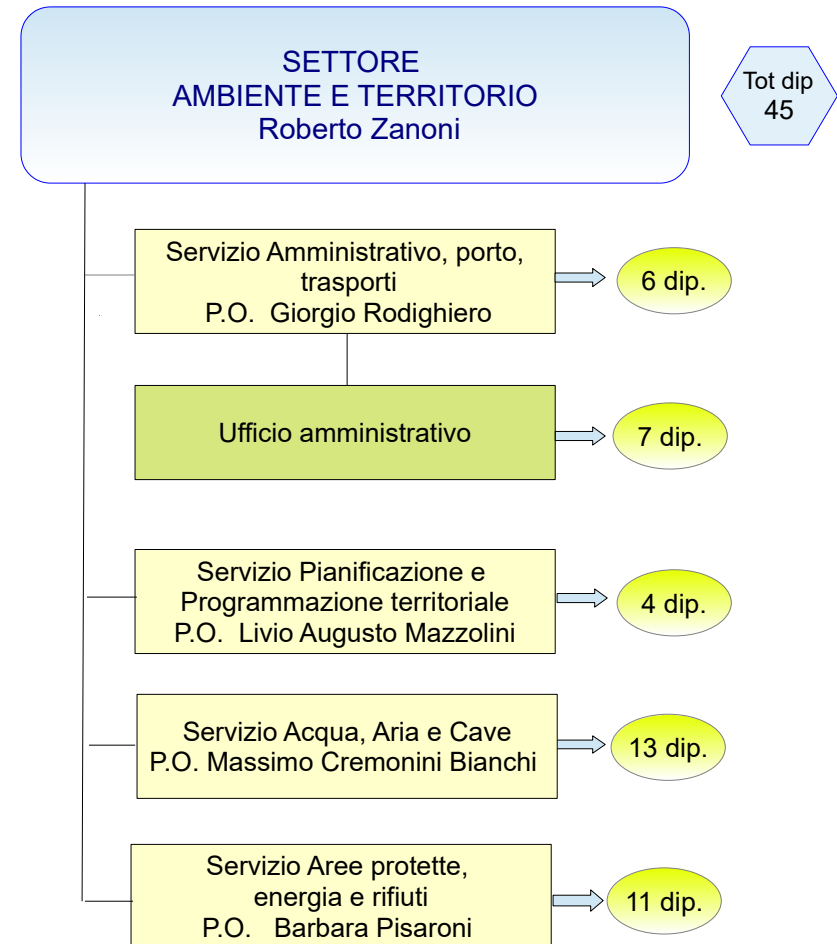 SETTORE
AMBIENTE E TERRITORIO
Roberto Zanoni
Tot dip
45
Servizio Amministrativo, porto,
trasporti
P.O. Giorgio Rodighiero
6 dip.
Ufficio amministrativo
7 dip.
Servizio Pianificazione e
Programmazione territoriale
P.O. Livio Augusto Mazzolini
4 dip.
Servizio Acqua, Aria e Cave
P.O. Massimo Cremonini Bianchi
13 dip.
Servizio Aree protette,
energia e rifiuti
P.O. Barbara Pisaroni
11 dip.